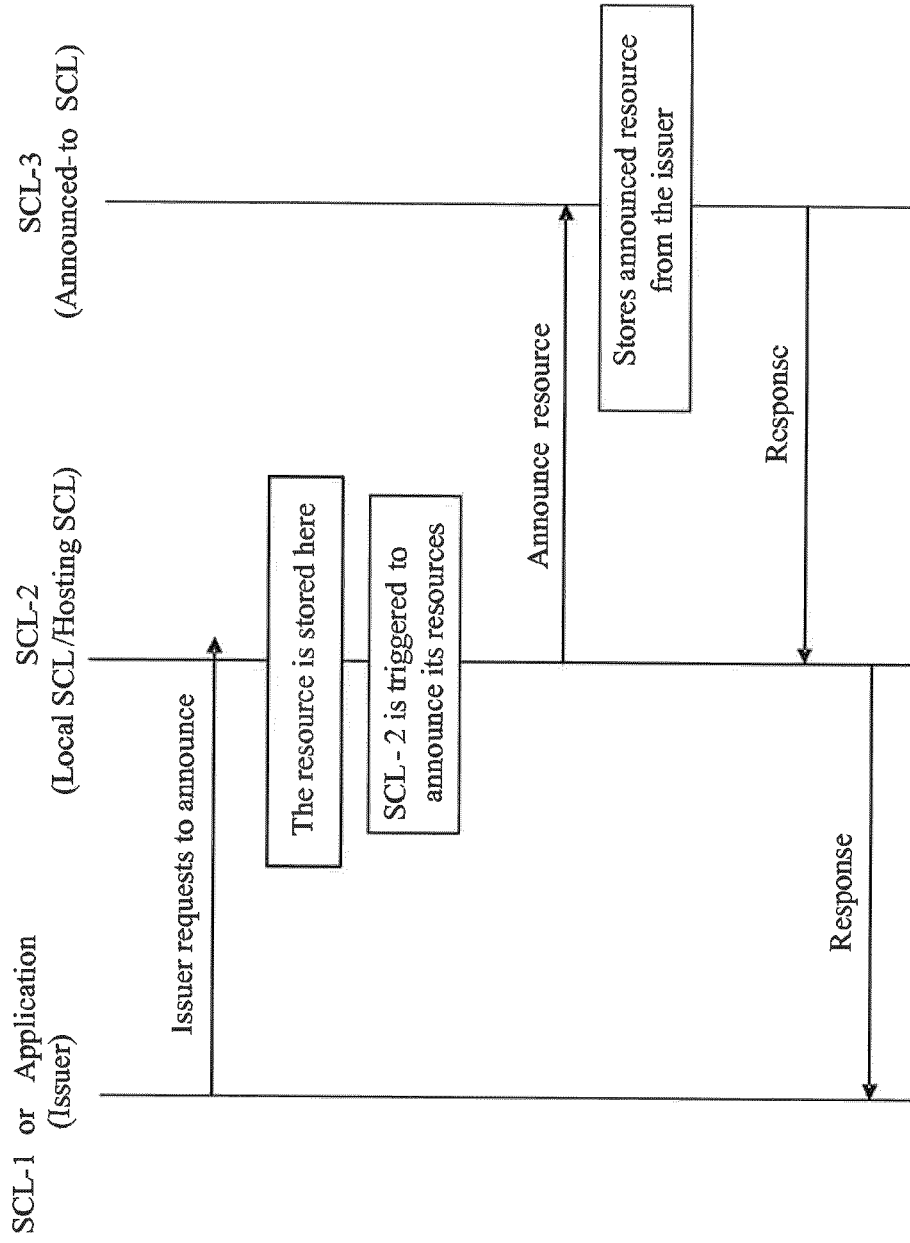 SCL-1 or Application
(Issuer)
SCL-2
(Local SCL/Hosting SCL)
SCL-3
(Announced-to SCL)
Issuer requests to announce
The resource is stored here
SCL - 2 is triggered to
announce its resources
Announce resource
Stores announced resource
from the issuer
Response
Response